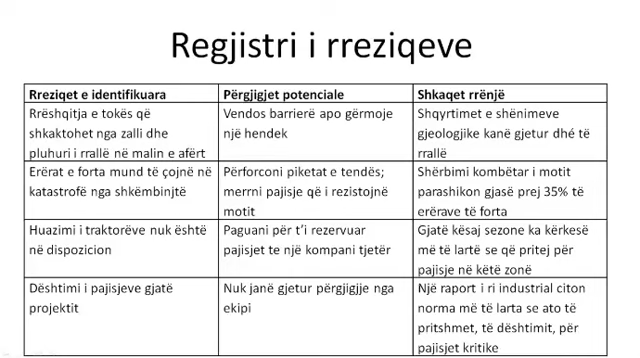 Regjistri i rreziqeve
Rreziqet e identifikuara
Përgjigjet potenciale
Shkaqet rrënjë
Rrëshqitja e tokës që
shkaktohet nga zalli dhe
pluhuri i rrallë në malin e afërt
Vendos barrierë apo gërmoje
një hendek
Shqyrtimet e shënimeve
gjeologjike kanë gjetur dhé të
rrallë
Erërat e forta mund të çojnë në
katastrofë nga shkëmbinjtë
Përforconi piketat e tendës;
merrni pajisje që i rezistojnë
motit
Shërbimi kombëtar i motit
parashikon gjasë prej 35% të
erërave të forta
Huazimi i traktorëve nuk është
në dispozicion
Paguani për t’i rezervuar
pajisjet te një kompani tjetër
Gjatë kësaj sezone ka kërkesë
më të lartë se që pritej për
pajisje në këtë zonë
Dështimi i pajisjeve gjatë
projektit
Nuk janë gjetur përgjigjje nga
ekipi
Një raport i ri industrial citon
norma më të larta se ato të
pritshmet, të dështimit, për
pajisjet kritike